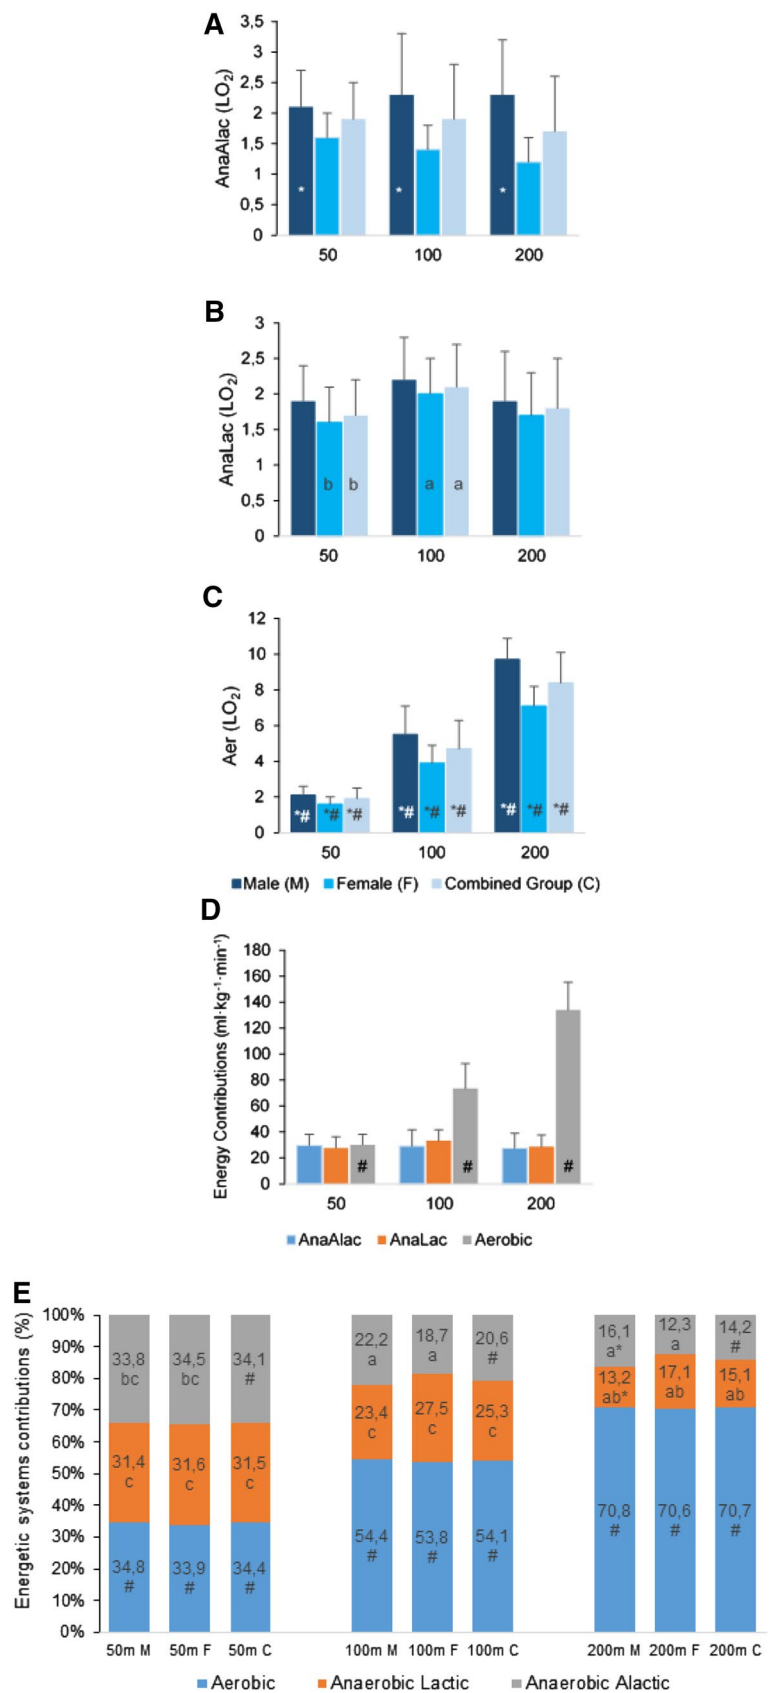 A
AnaAlac (LO2)
3,5
3
2,5
2
1,5
1
0,5
0
* * *
50 100 200
B
AnaLac (LO2)
3
2,5
2
1,5
1
0,5
0
b b a a
50 100 200
C
Aer (LO2)
12
10
8
6
4
2
0
*# *# *# *# *# *# *# *# *#
50 100 200
Male (M) Female (F) Combined Group (C)
D
Energy Contributions (ml·kg-1·min-1)
180
160
140
120
100
80
60
40
20
0
# # #
50 100 200
AnaAlac AnaLac Aerobic
E
Energetic systems contributions (%)
100%
90%
80%
70%
60%
50%
40%
30%
20%
10%
0%
33,8 34,5 34,1 22,2 18,7 20,6 16,1 12,3 14,2
bc bc # a a # a* a #
31,4 31,6 31,5 23,4 27,5 25,3 13,2 17,1 15,1
c c c c c c ab* ab ab
34,8 33,9 34,4 54,4 53,8 54,1 70,8 70,6 70,7
# # # # # # # # #
50m M 50m F 50m C 100m M 100m F 100m C 200m M 200m F 200m C
Aerobic Anaerobic Lactic Anaerobic Alactic